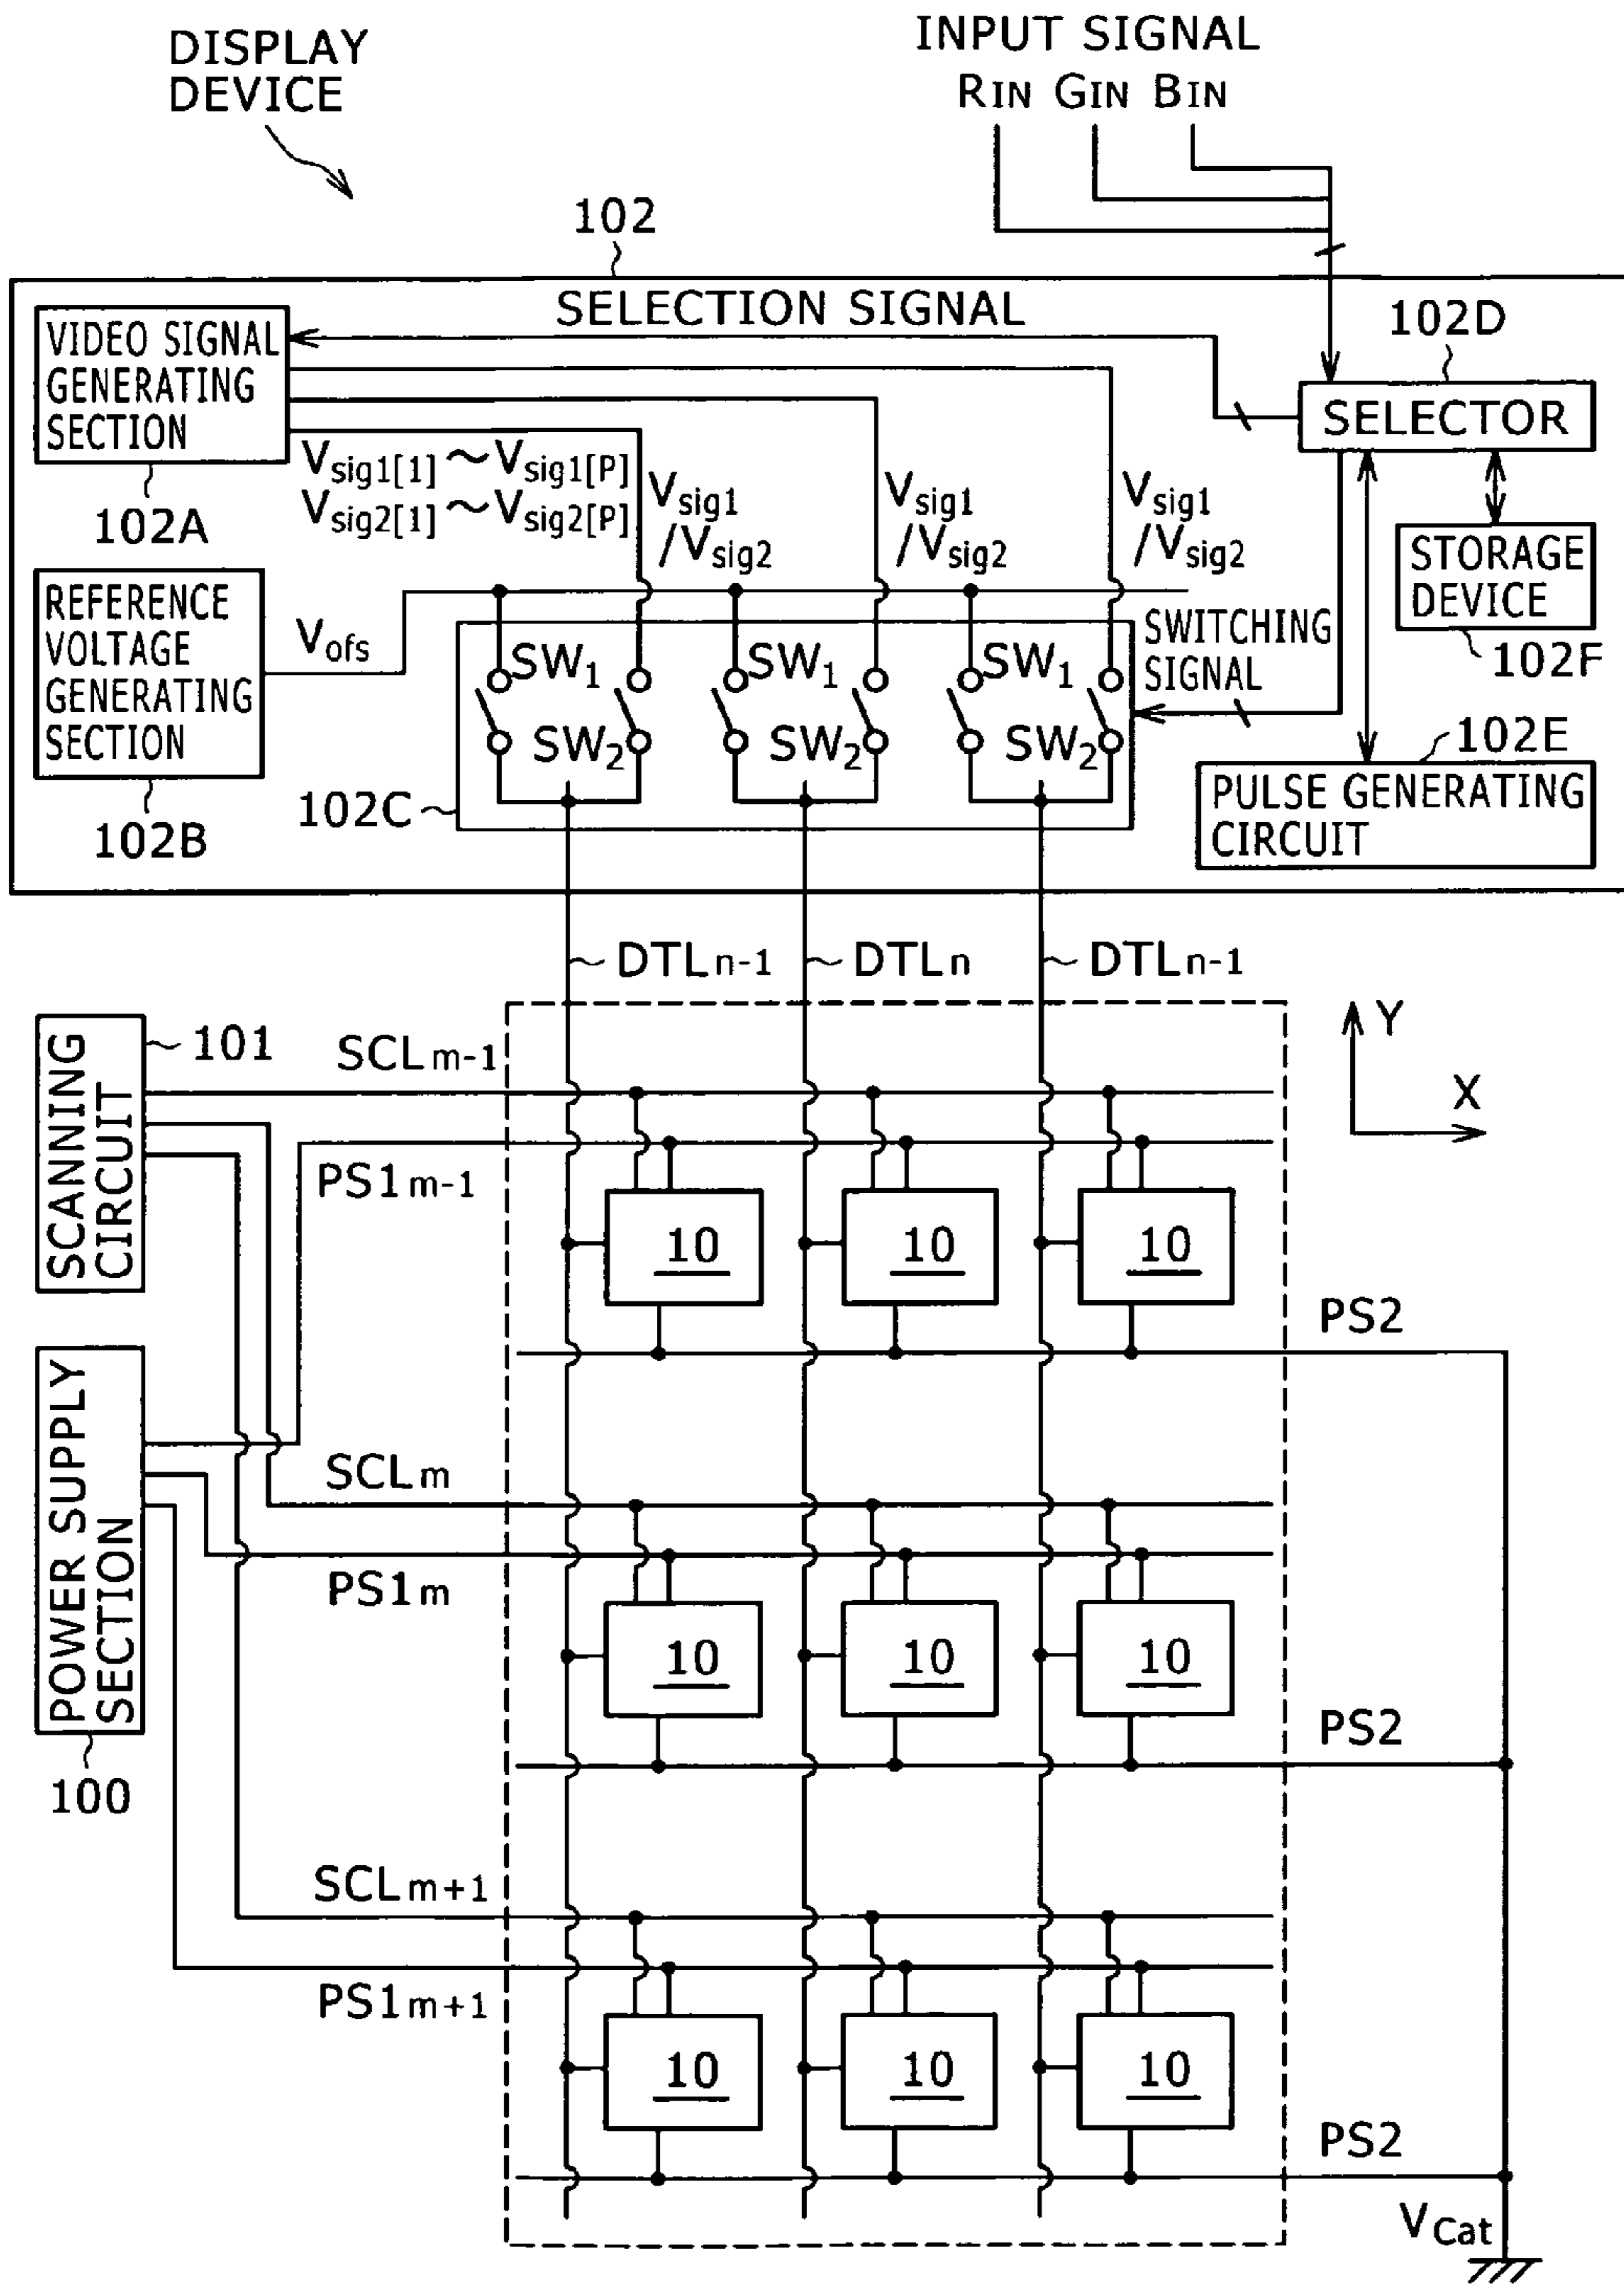 DISPLAY
DEVICE
INPUT SIGNAL
RIN GIN BIN
102
SELECTION SIGNAL
VIDEO SIGNAL
GENERATING
SECTION
102A
102D
SELECTOR
Vsig1[1] ~ Vsig1[P]
Vsig2[1] ~ Vsig2[P]
Vsig1
/Vsig2
Vsig1
/Vsig2
Vsig1
/Vsig2
STORAGE
DEVICE
102F
REFERENCE
VOLTAGE
GENERATING
SECTION
102B
Vofs
SW1
SW2
SW1
SW2
SW1
SW2
SWITCHING
SIGNAL
102C
102E
PULSE GENERATING
CIRCUIT
DTLn-1
DTLn
DTLn-1
SCANNING
CIRCUIT
101
SCLm-1
PS1m-1
Y
X
10
10
10
PS2
POWER SUPPLY
SECTION
100
SCLm
PS1m
10
10
10
PS2
SCLm+1
PS1m+1
10
10
10
PS2
VCat